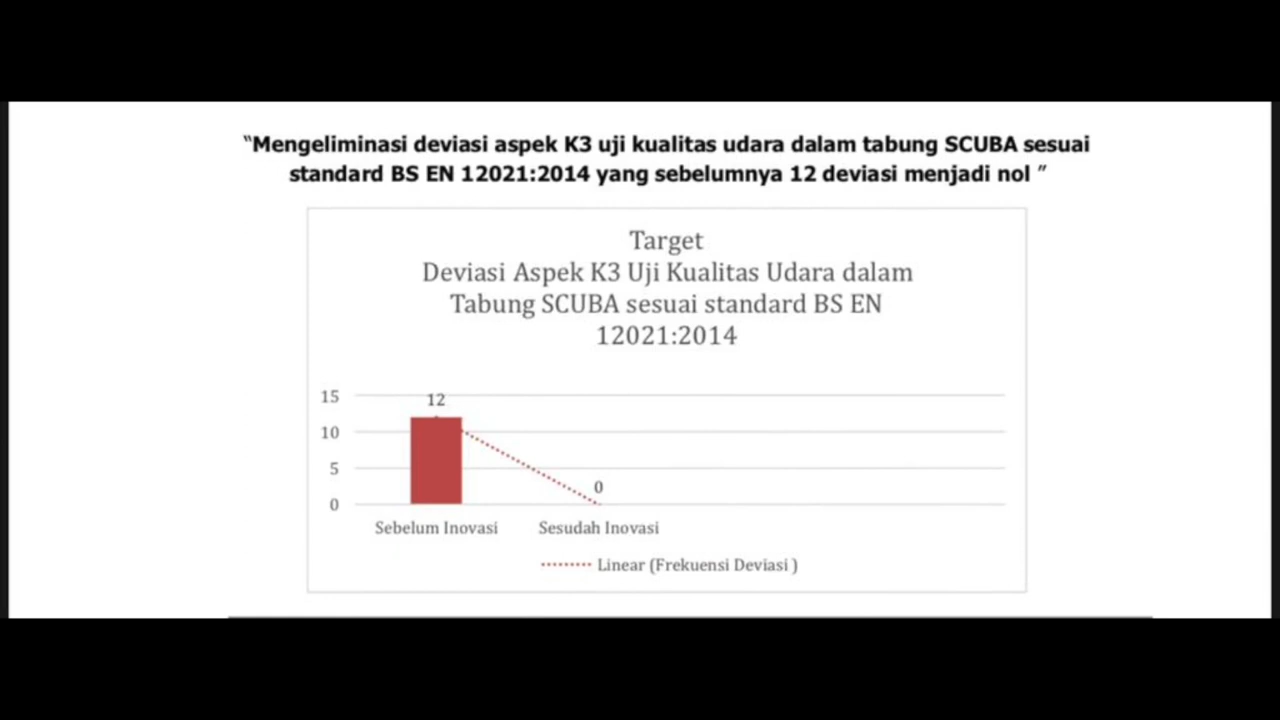 “Mengeliminasi deviasi aspek K3 uji kualitas udara dalam tabung SCUBA sesuai
standard BS EN 12021:2014 yang sebelumnya 12 deviasi menjadi nol ”
Target
Deviasi Aspek K3 Uji Kualitas Udara dalam
Tabung SCUBA sesuai standard BS EN
12021:2014
15
12
10
5
0
0
Sebelum Inovasi
Sesudah Inovasi
Linear (Frekuensi Deviasi )